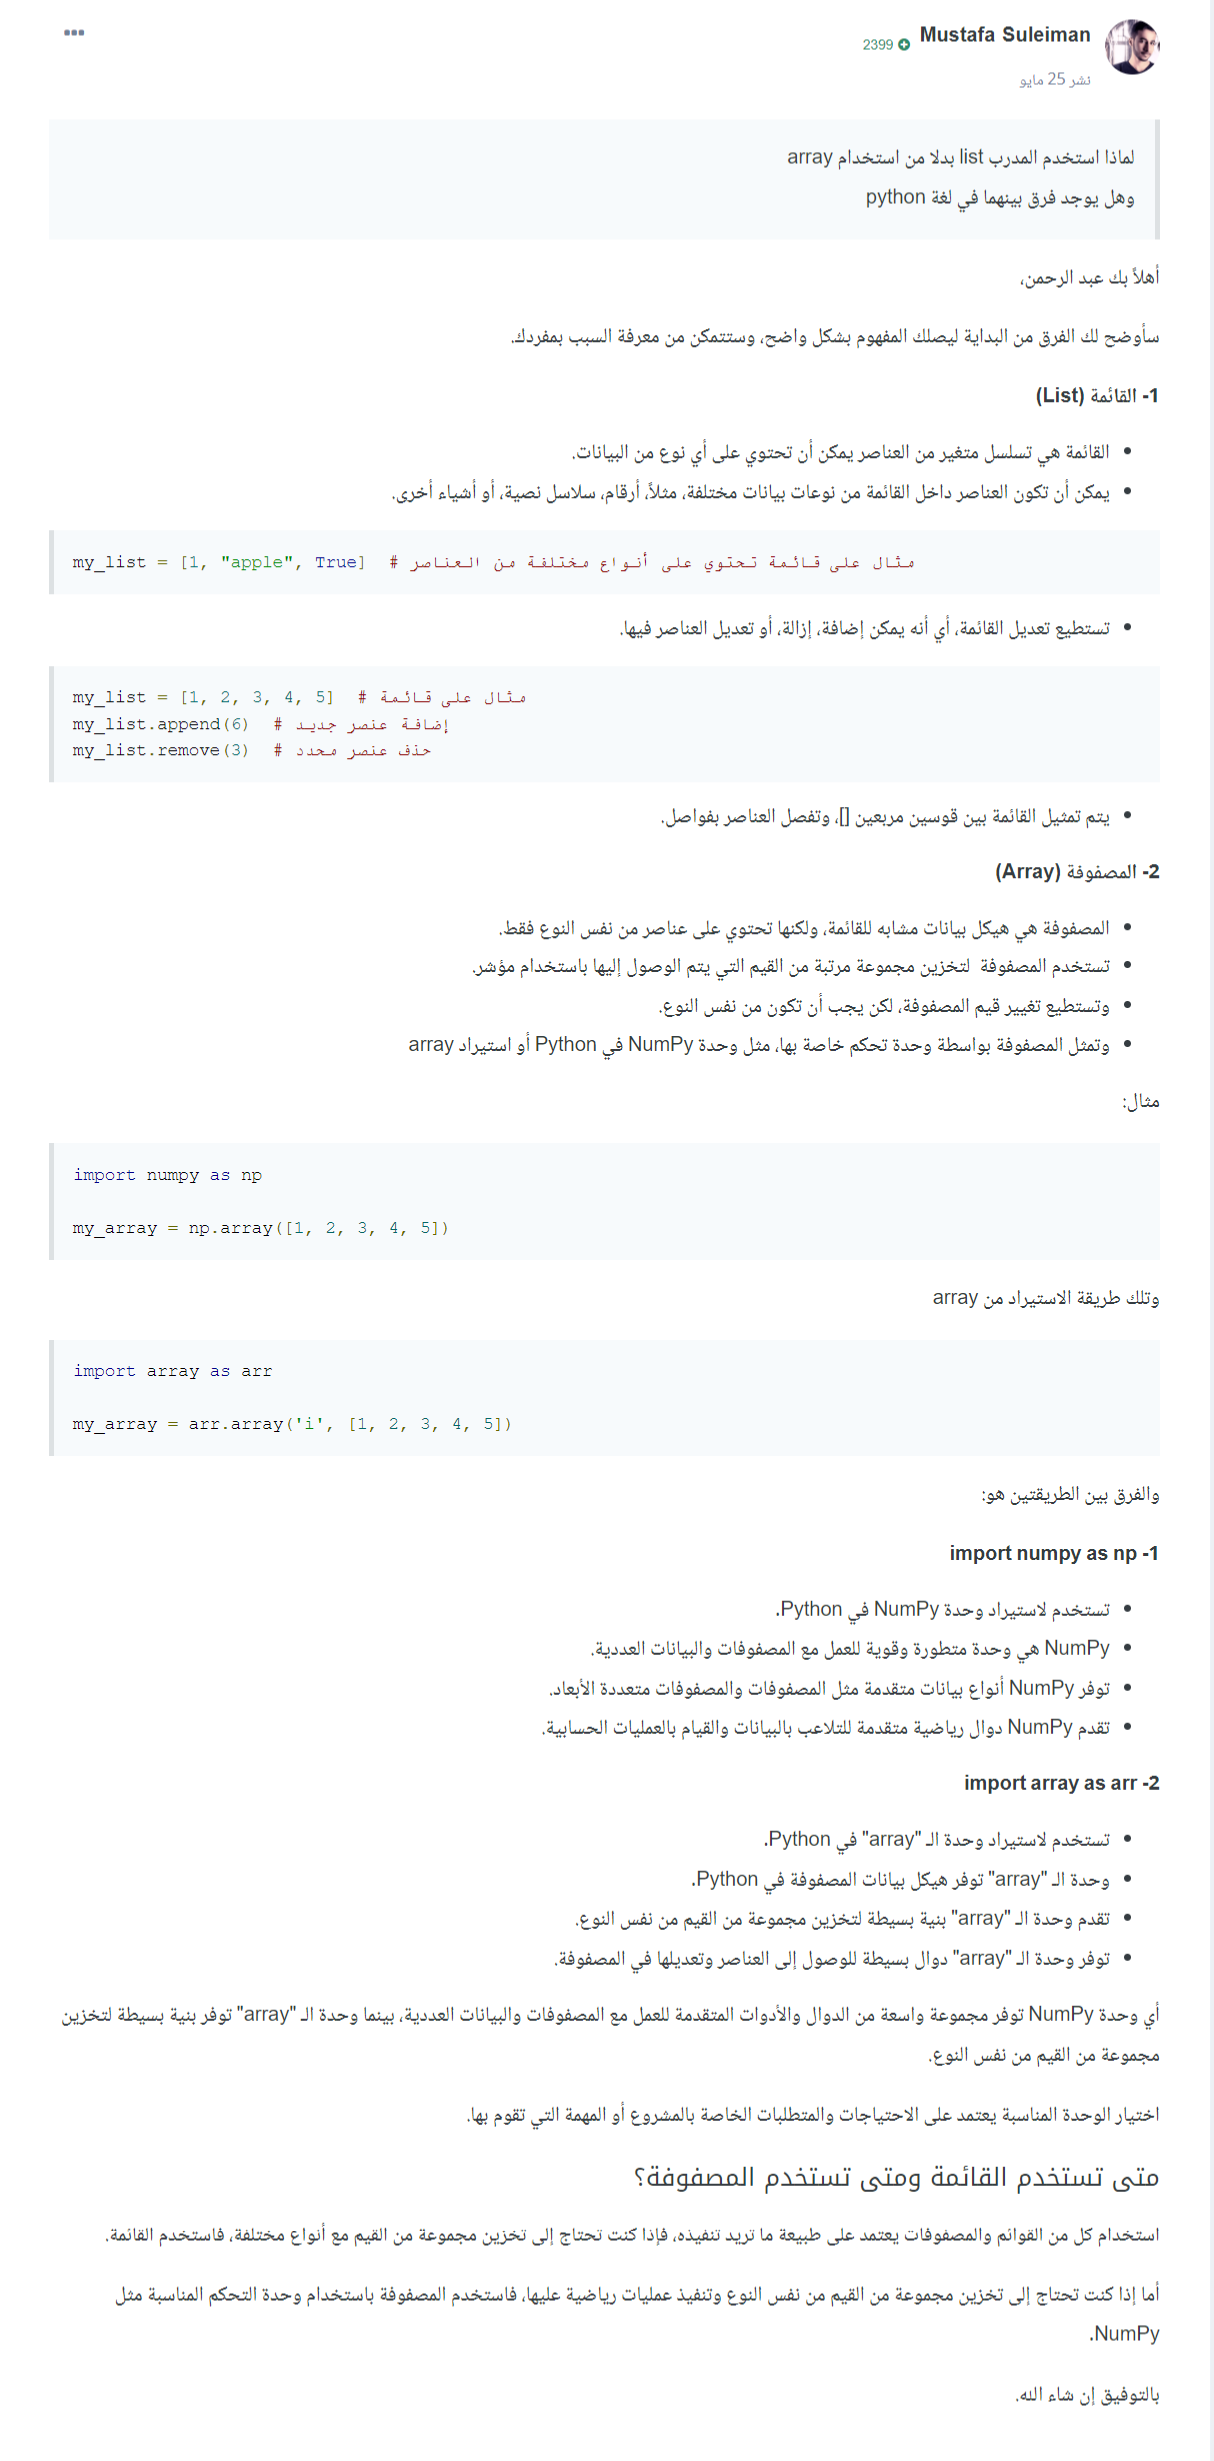 Mustafa Suleiman
2399
نشر 25 مايو
لماذا استخدم المدرب list بدلا من استخدام array
وهل يوجد فرق بينهما في لغة python
أهلاً بك عبد الرحمن،
سأوضح لك الفرق من البداية ليصلك المفهوم بشكل واضح، وستتمكن من معرفة السبب بمفردك.
1- القائمة (List)
القائمة هي تسلسل متغير من العناصر يمكن أن تحتوي على أي نوع من البيانات.
يمكن أن تكون العناصر داخل القائمة من نوعات بيانات مختلفة، مثلاً، أرقام، سلاسل نصية، أو أشياء أخرى.
my_list = [1, "apple", True]  # مثال على قائمة تحتوي على أنواع مختلفة من العناصر
تستطيع تعديل القائمة، أي أنه يمكن إضافة، إزالة، أو تعديل العناصر فيها.
my_list = [1, 2, 3, 4, 5]  # مثال على قائمة
my_list.append(6)  # إضافة عنصر جديد
my_list.remove(3)  # حذف عنصر محدد
يتم تمثيل القائمة بين قوسين مربعين []، وتفصل العناصر بفواصل.
2- المصفوفة (Array)
المصفوفة هي هيكل بيانات مشابه للقائمة، ولكنها تحتوي على عناصر من نفس النوع فقط.
تستخدم المصفوفة  لتخزين مجموعة مرتبة من القيم التي يتم الوصول إليها باستخدام مؤشر.
وتستطيع تغيير قيم المصفوفة، لكن يجب أن تكون من نفس النوع.
وتمثل المصفوفة بواسطة وحدة تحكم خاصة بها، مثل وحدة NumPy في Python أو استيراد array
مثال:
import numpy as np
my_array = np.array([1, 2, 3, 4, 5])
وتلك طريقة الاستيراد من array
import array as arr
my_array = arr.array('i', [1, 2, 3, 4, 5])
والفرق بين الطريقتين هو:
1- import numpy as np
تستخدم لاستيراد وحدة NumPy في Python.
NumPy هي وحدة متطورة وقوية للعمل مع المصفوفات والبيانات العددية.
توفر NumPy أنواع بيانات متقدمة مثل المصفوفات والمصفوفات متعددة الأبعاد.
تقدم NumPy دوال رياضية متقدمة للتلاعب بالبيانات والقيام بالعمليات الحسابية.
2- import array as arr
تستخدم لاستيراد وحدة الـ "array" في Python.
وحدة الـ "array" توفر هيكل بيانات المصفوفة في Python.
تقدم وحدة الـ "array" بنية بسيطة لتخزين مجموعة من القيم من نفس النوع.
توفر وحدة الـ "array" دوال بسيطة للوصول إلى العناصر وتعديلها في المصفوفة.
أي وحدة NumPy توفر مجموعة واسعة من الدوال والأدوات المتقدمة للعمل مع المصفوفات والبيانات العددية، بينما وحدة الـ "array" توفر بنية بسيطة لتخزين
مجموعة من القيم من نفس النوع.
اختيار الوحدة المناسبة يعتمد على الاحتياجات والمتطلبات الخاصة بالمشروع أو المهمة التي تقوم بها.
متى تستخدم القائمة ومتى تستخدم المصفوفة؟
استخدام كل من القوائم والمصفوفات يعتمد على طبيعة ما تريد تنفيذه، فإذا كنت تحتاج إلى تخزين مجموعة من القيم مع أنواع مختلفة، فاستخدم القائمة.
أما إذا كنت تحتاج إلى تخزين مجموعة من القيم من نفس النوع وتنفيذ عمليات رياضية عليها، فاستخدم المصفوفة باستخدام وحدة التحكم المناسبة مثل
NumPy.
بالتوفيق إن شاء الله.